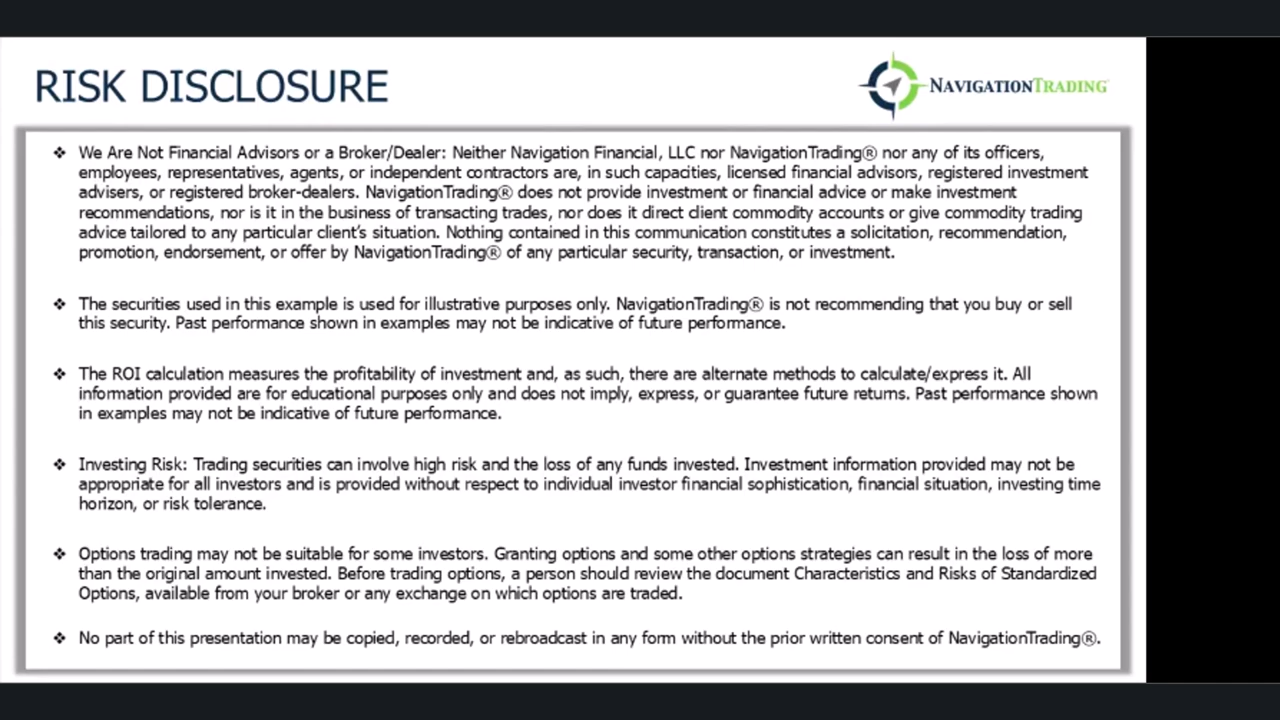 RISK DISCLOSURE
NAVIGATIONTRADING
❖ We Are Not Financial Advisors or a Broker/Dealer: Neither Navigation Financial, LLC nor NavigationTrading® nor any of its officers,
employees, representatives, agents, or independent contractors are, in such capacities, licensed financial advisors, registered investment
advisers, or registered broker-dealers. NavigationTrading® does not provide investment or financial advice or make investment
recommendations, nor is it in the business of transacting trades, nor does it direct client commodity accounts or give commodity trading
advice tailored to any particular client's situation. Nothing contained in this communication constitutes a solicitation, recommendation,
promotion, endorsement, or offer by NavigationTrading® of any particular security, transaction, or investment.
❖ The securities used in this example is used for illustrative purposes only. NavigationTrading® is not recommending that you buy or sell
this security. Past performance shown in examples may not be indicative of future performance.
❖ The ROI calculation measures the profitability of investment and, as such, there are alternate methods to calculate/express it. All
information provided are for educational purposes only and does not imply, express, or guarantee future returns. Past performance shown
in examples may not be indicative of future performance.
❖ Investing Risk: Trading securities can involve high risk and the loss of any funds invested. Investment information provided may not be
appropriate for all investors and is provided without respect to individual investor financial sophistication, financial situation, investing time
horizon, or risk tolerance.
❖ Options trading may not be suitable for some investors. Granting options and some other options strategies can result in the loss of more
than the original amount invested. Before trading options, a person should review the document Characteristics and Risks of Standardized
Options, available from your broker or any exchange on which options are traded.
❖ No part of this presentation may be copied, recorded, or rebroadcast in any form without the prior written consent of NavigationTrading®.